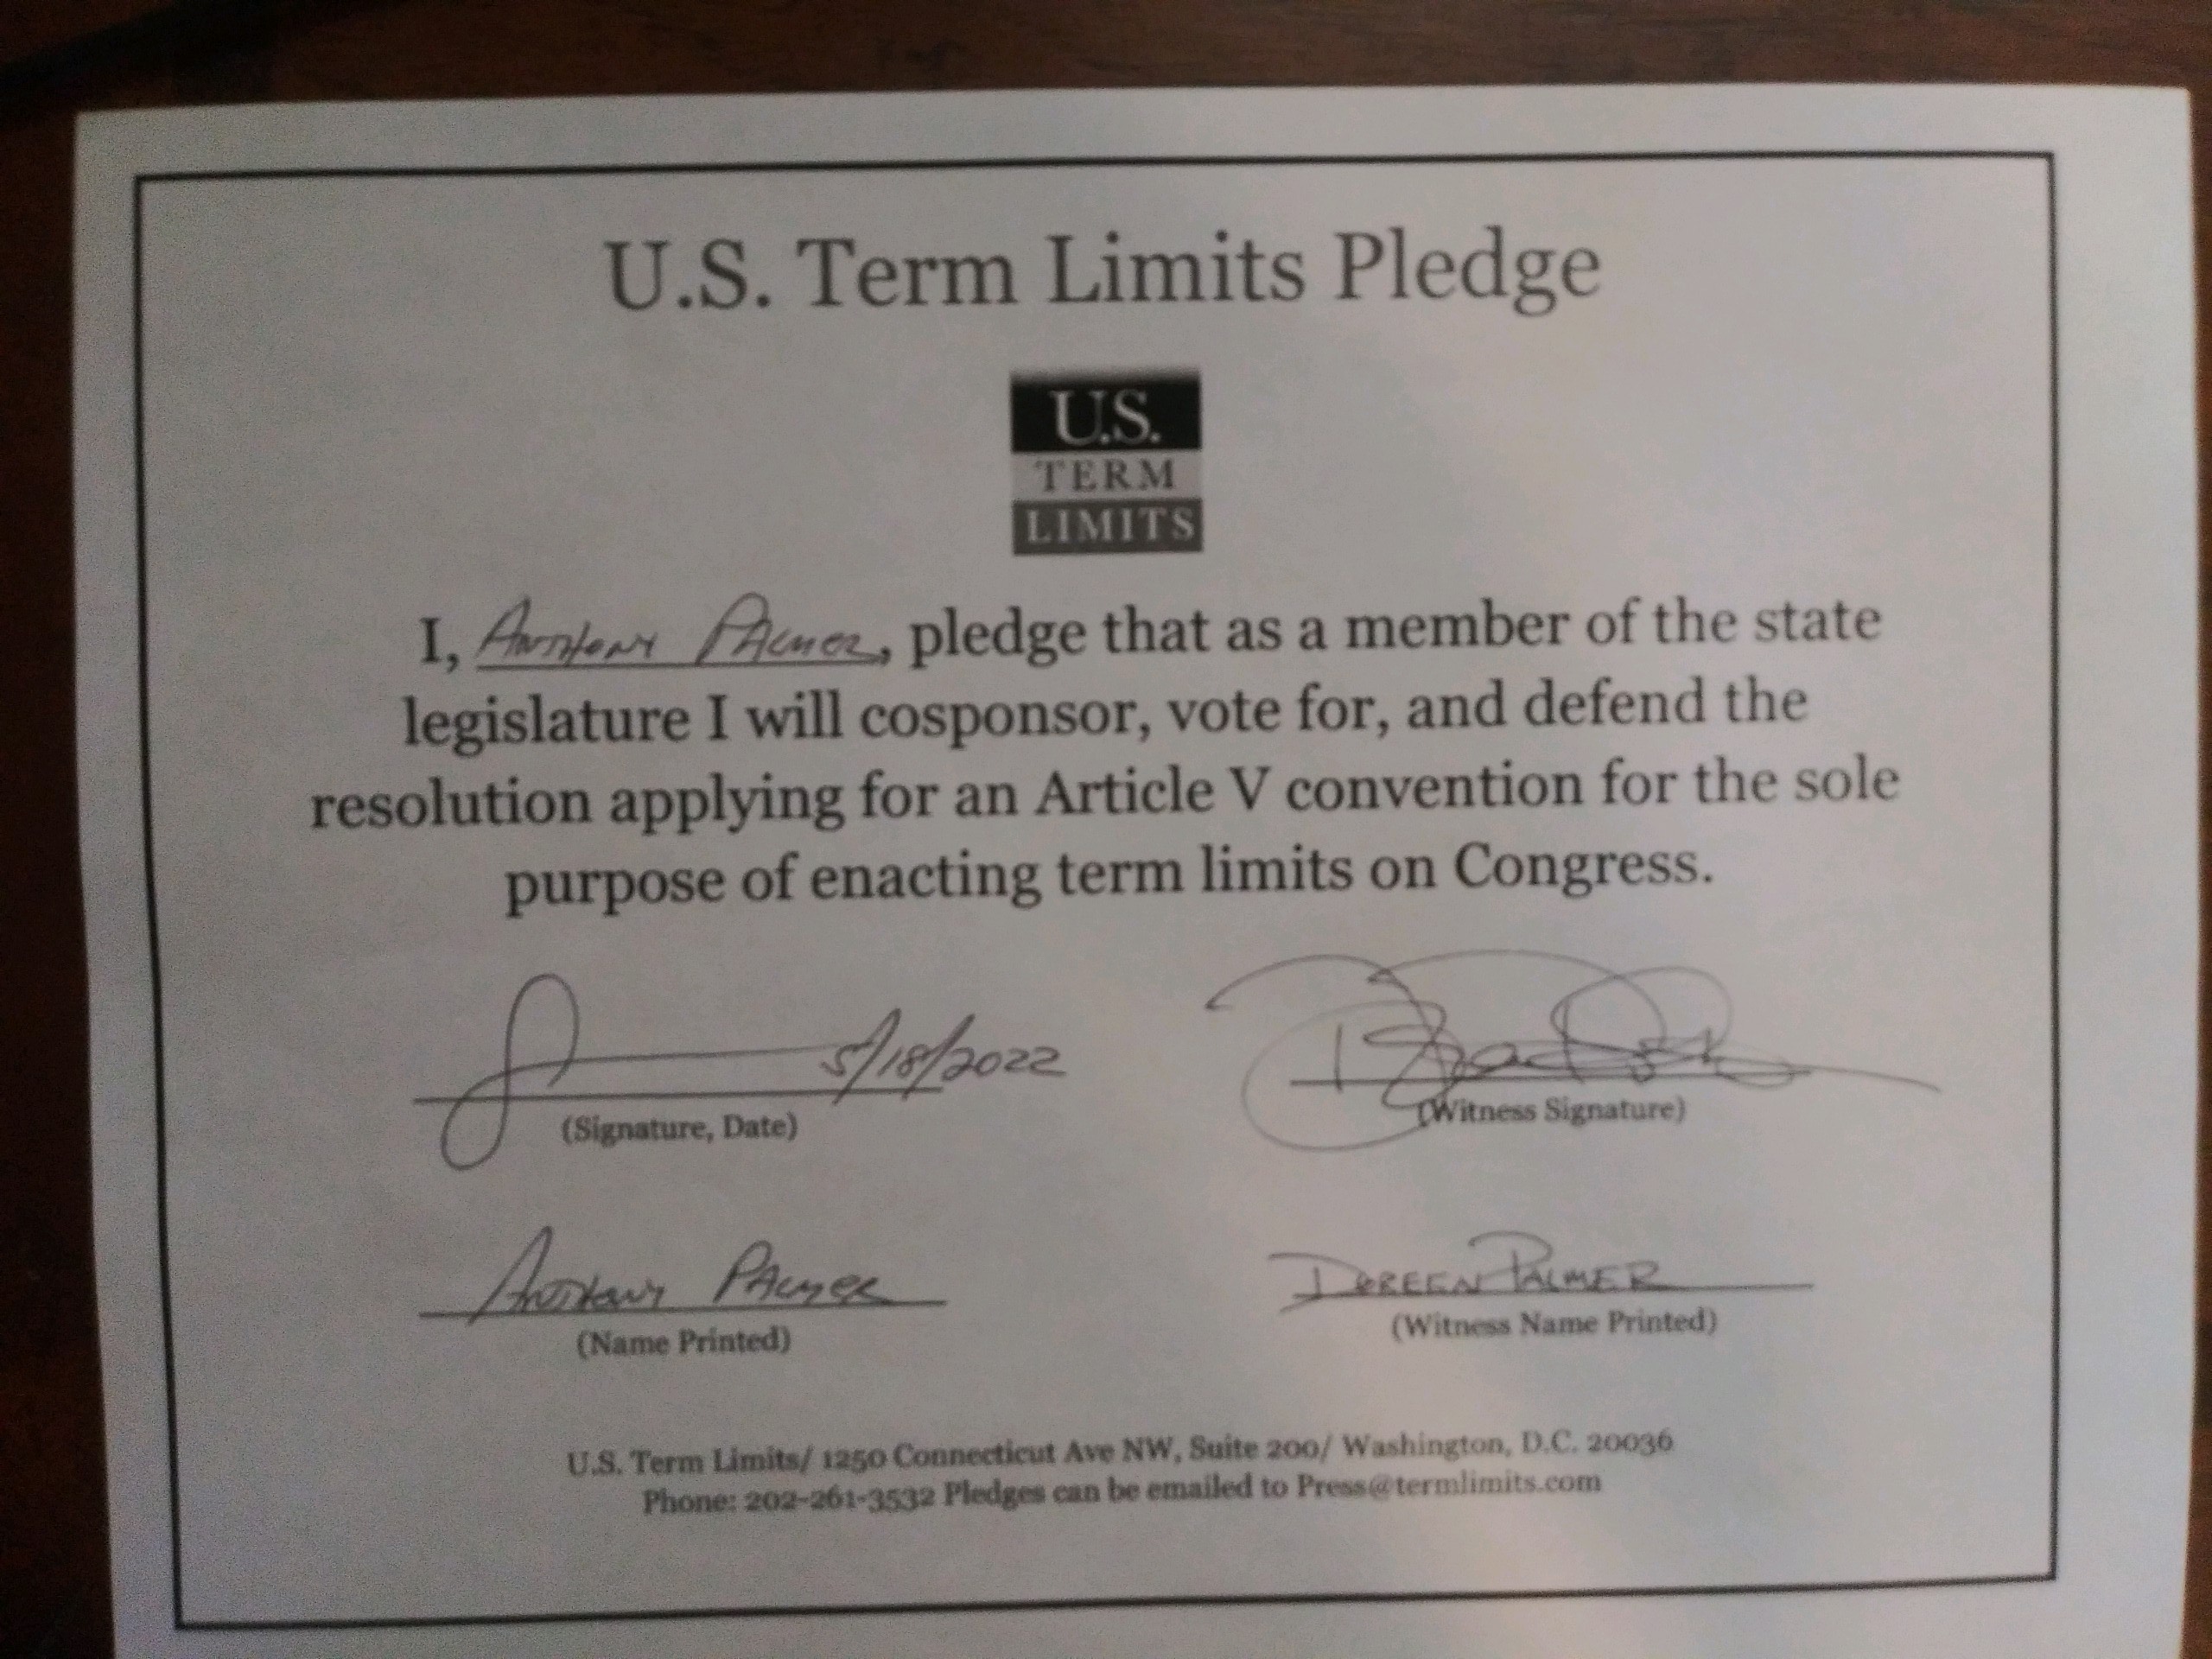 U.S. Term Limits Pledge
U.S.
TERM
LIMITS
I, Anthony Palmer, pledge that as a member of the state
legislature I will cosponsor, vote for, and defend the
resolution applying for an Article V convention for the sole
purpose of enacting term limits on Congress.
5/18/2022
(Signature, Date)
(Witness Signature)
Anthony Palmer
(Name Printed)
DOREEN PALMER
(Witness Name Printed)
U.S. Term Limits/ 1250 Connecticut Ave NW, Suite 200/ Washington, D.C. 20036
Phone: 202-261-3532 Pledges can be emailed to Press@termlimits.com